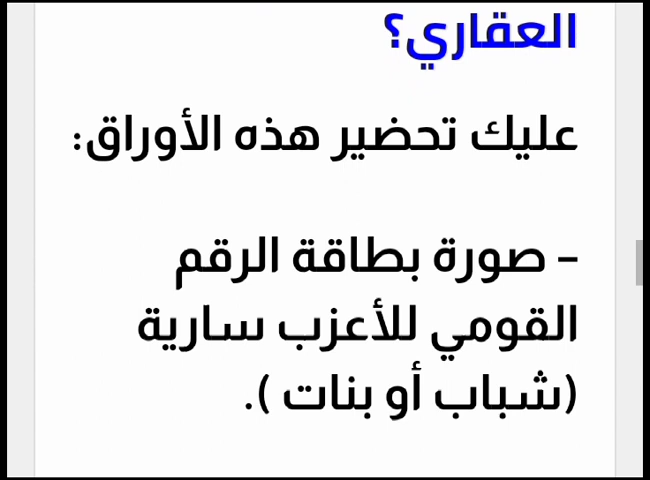 العقاري؟
عليك تحضير هذه الأوراق:
– صورة بطاقة الرقم
القومي للأعزب سارية
(شباب أو بنات ).